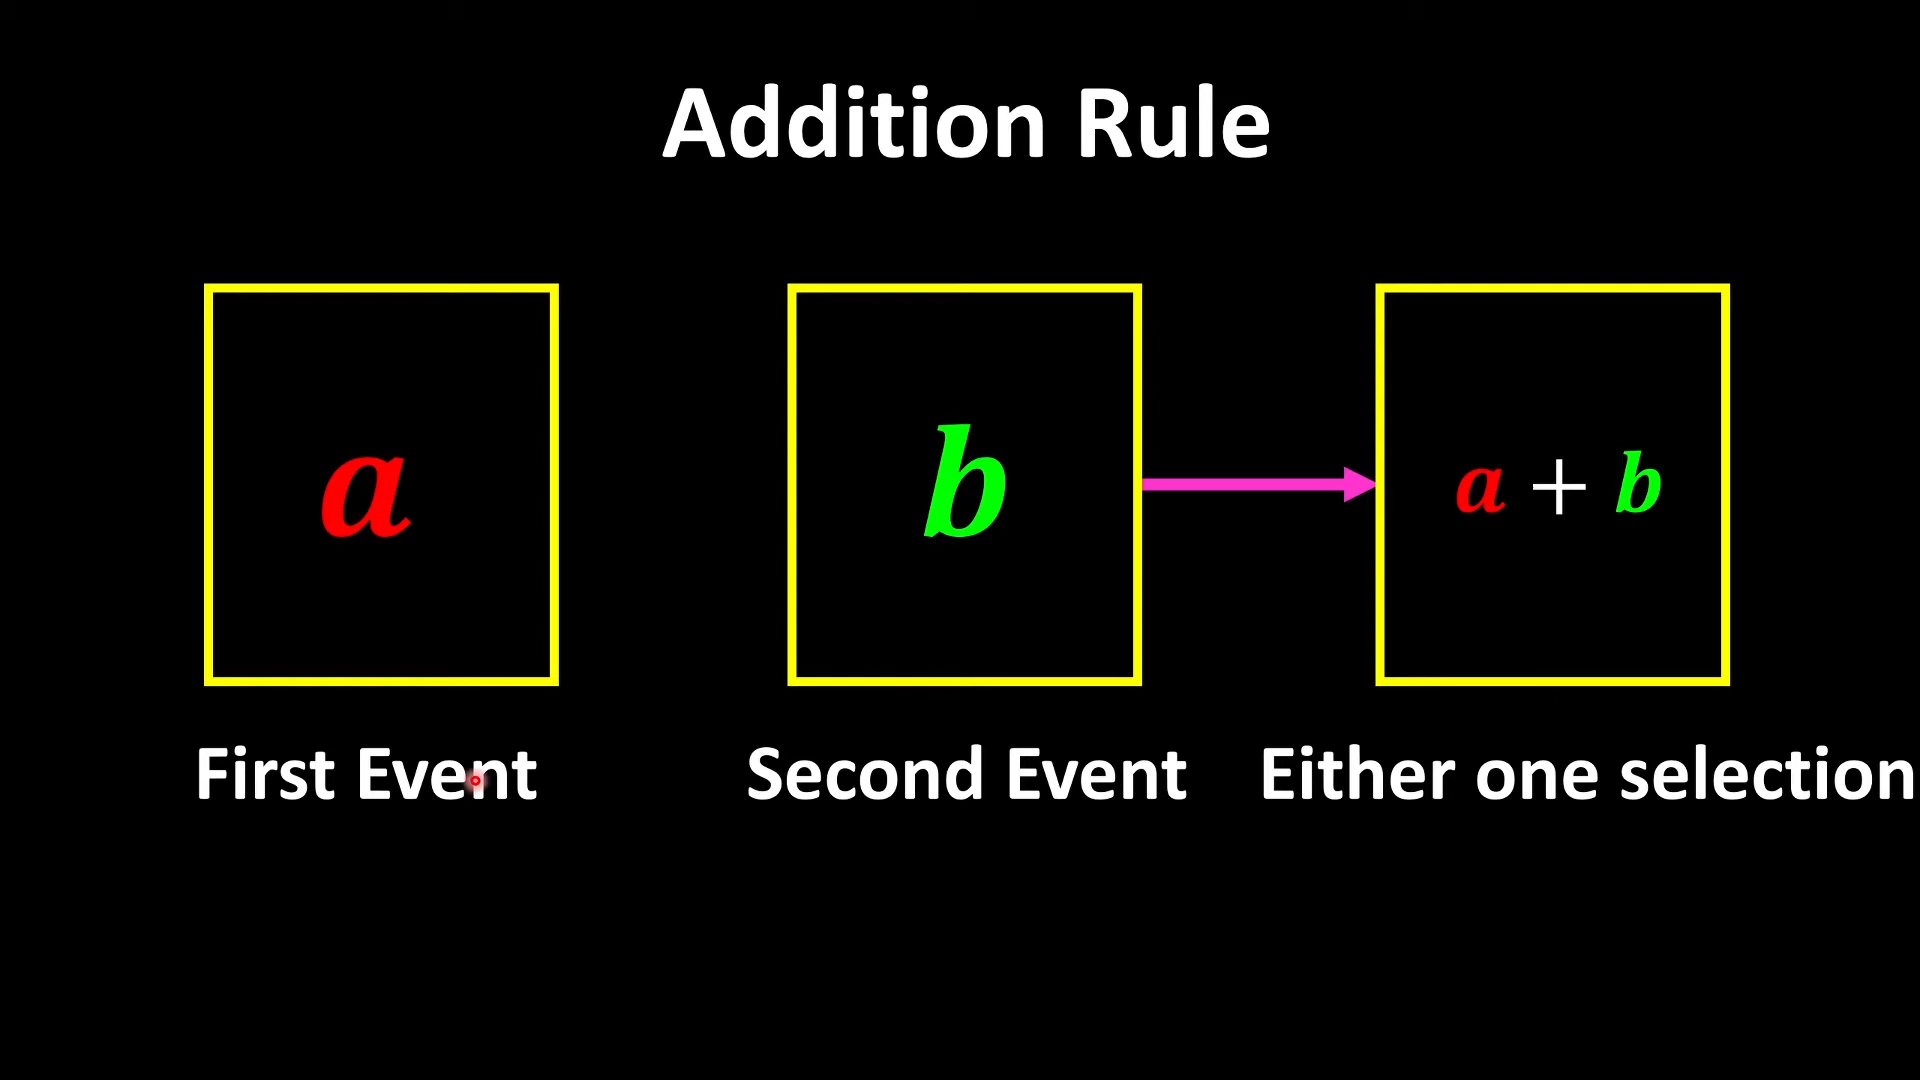 Addition Rule
a
b
a + b
First Event
Second Event
Either one selection